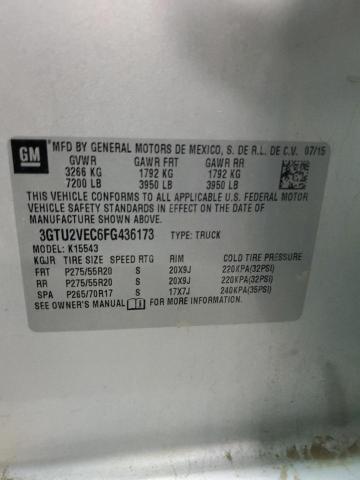 GM
MFD BY GENERAL MOTORS DE MEXICO, S. DE R.L. DE C.V. 07/15
GVWR GAWR FRT GAWR RR
3266 KG 1792 KG 1792 KG
7200 LB 3950 LB 3950 LB
THIS VEHICLE CONFORMS TO ALL APPLICABLE U.S. FEDERAL MOTOR
VEHICLE SAFETY STANDARDS IN EFFECT ON THE DATE OF
MANUFACTURE SHOWN ABOVE.
3GTU2VEC6FG436173 TYPE: TRUCK
MODEL: K15543
KGJR TIRE SIZE SPEED RTG RIM COLD TIRE PRESSURE
FRT P275/55R20 S 20X9J 220KPA(32PSI)
RR P275/55R20 S 20X9J 220KPA(32PSI)
SPA P265/70R17 S 17X7J 240KPA(35PSI)
SEE OWNER'S MANUAL FOR MORE INFORMATION